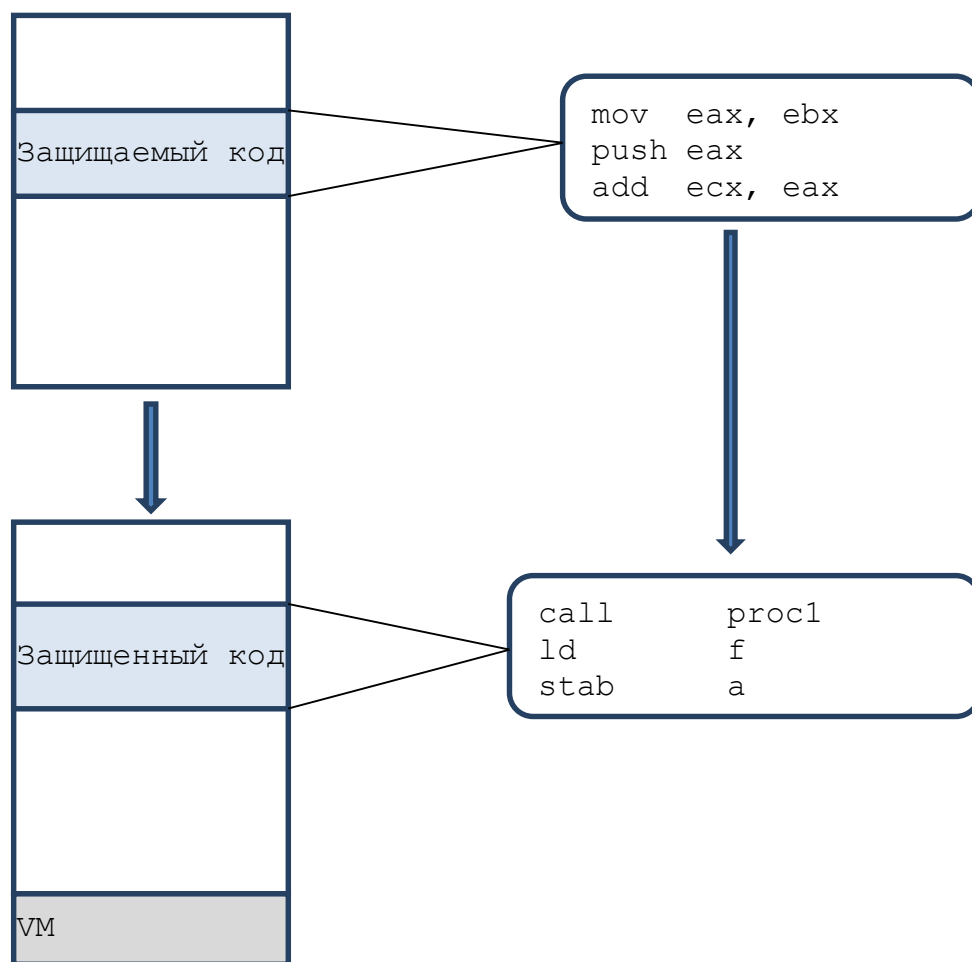 Защищаемый код
mov eax, ebx
push eax
add ecx, eax
Защищенный код
call proc1
ld f
stab a
VM